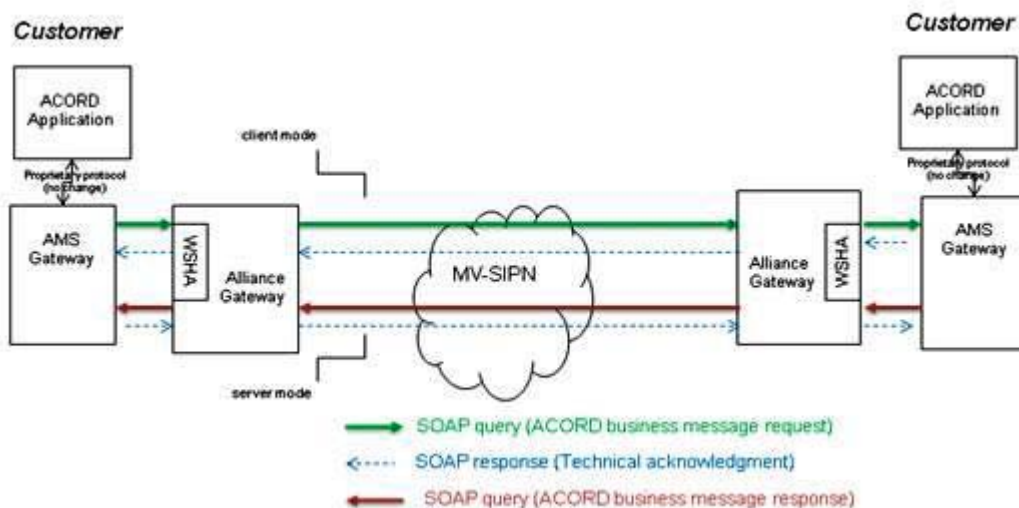 Customer
Customer
ACORD
Application
ACORD
Application
client mode
Proprietary protocol
(no change)
Proprietary protocol
(no change)
AMS
Gateway
WSHA
Alliance
Gateway
MV-SIPN
Alliance
Gateway
WSHA
AMS
Gateway
server mode
SOAP query (ACORD business message request)
SOAP response (Technical acknowledgment)
SOAP query (ACORD business message response)